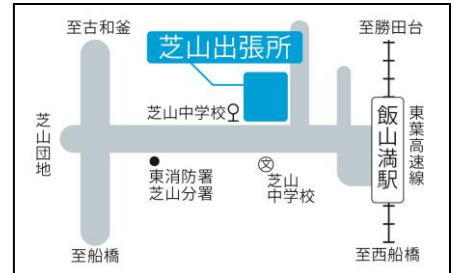 至古和釜
至勝田台
芝山出張所
芝山中学校
飯山満駅
東葉高速線
芝山団地
東消防署
芝山分署
文
芝山
中学校
至船橋
至西船橋